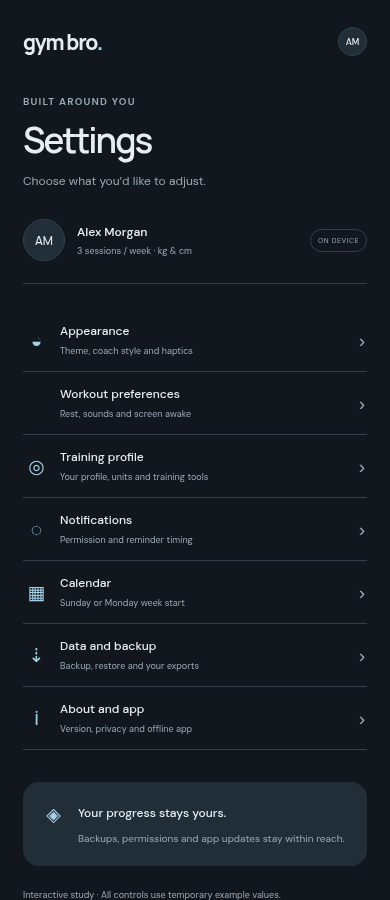 gym bro.
AM
BUILT AROUND YOU
Settings
Choose what you'd like to adjust.
AM
Alex Morgan
3 sessions / week · kg & cm
ON DEVICE
Appearance
Theme, coach style and haptics
Workout preferences
Rest, sounds and screen awake
Training profile
Your profile, units and training tools
Notifications
Permission and reminder timing
Calendar
Sunday or Monday week start
Data and backup
Backup, restore and your exports
About and app
Version, privacy and offline app
Your progress stays yours.
Backups, permissions and app updates stay within reach.
Interactive study · All controls use temporary example values.